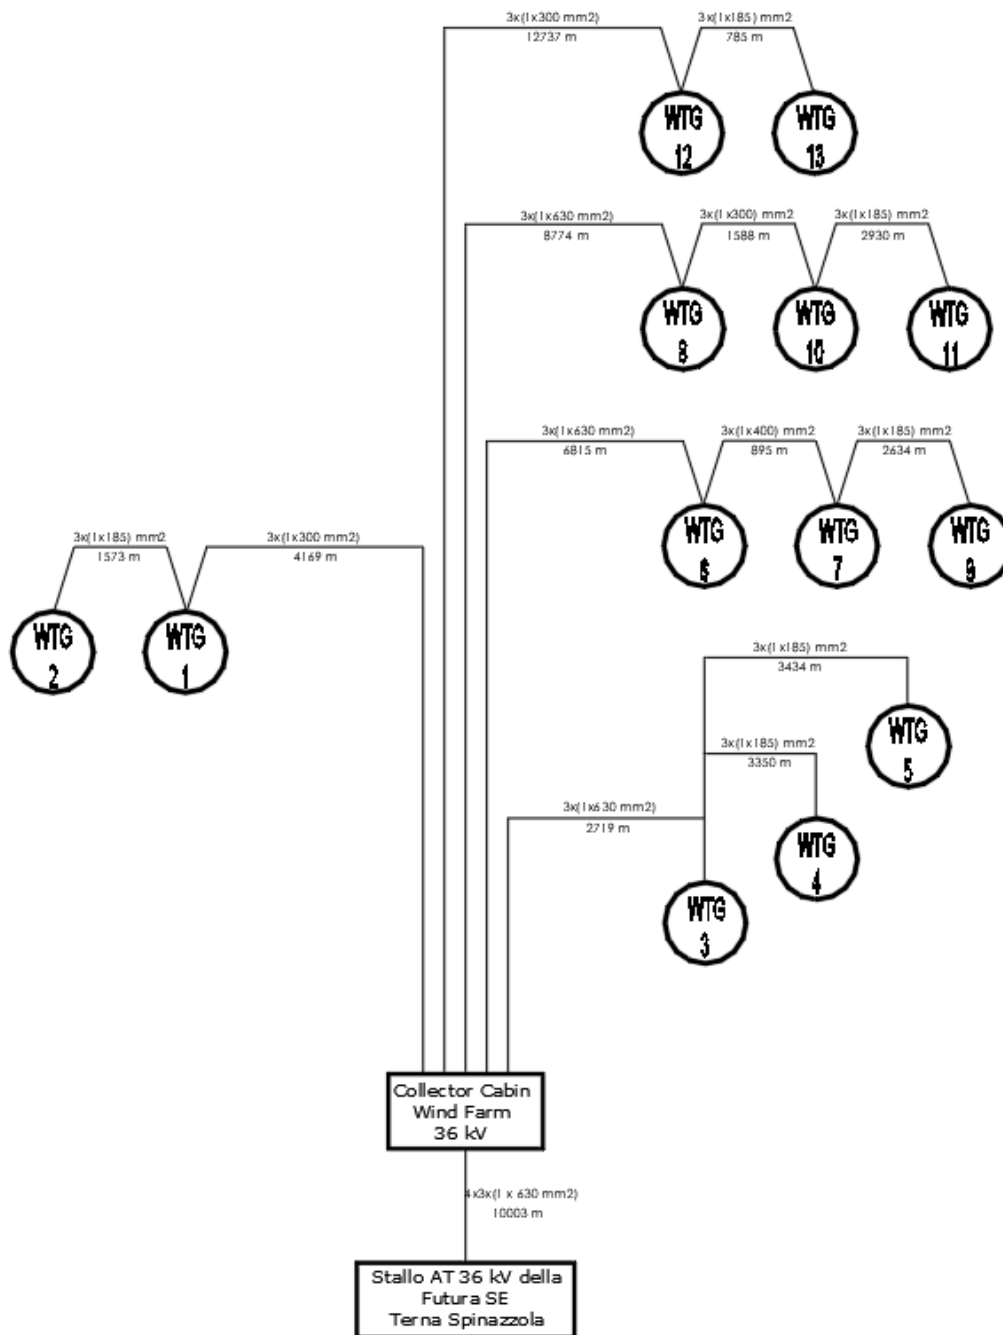 3x(1x300 mm2)
12737 m
3x(1x185) mm2
785 m
WTG
12
WTG
13
3x(1x630 mm2)
8774 m
3x(1x300) mm2
1588 m
3x(1x185) mm2
2930 m
WTG
8
WTG
10
WTG
11
3x(1x630 mm2)
6815 m
3x(1x400) mm2
895 m
3x(1x185) mm2
2634 m
WTG
6
WTG
7
WTG
9
3x(1x185) mm2
1573 m
3x(1x300 mm2)
4169 m
WTG
2
WTG
1
3x(1x185) mm2
3434 m
WTG
5
3x(1x185) mm2
3350 m
WTG
4
3x(1x630 mm2)
2719 m
WTG
3
Collector Cabin
Wind Farm
36 kV
4x3x(1 x 630 mm2)
10003 m
Stallo AT 36 kV della
Futura SE
Terna Spinazzola